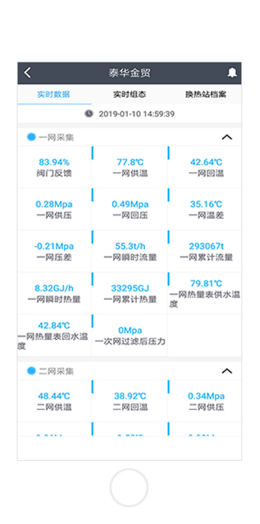 泰华金贸
实时数据 实时组态 换热站档案
2019-01-10 14:59:39
一网采集
83.94% 77.8℃ 42.64℃
阀门反馈 一网供温 一网回温
0.28Mpa 0.49Mpa 35.16℃
一网供压 一网回压 一网温差
-0.21Mpa 55.3t/h 293067t
一网压差 一网瞬时流量 一网累计流量
8.32GJ/h 33295GJ 79.81℃
一网瞬时热量 一网累计热量 一网热量表供水温
度
42.84℃ 0Mpa
一网热量表回水温 一次网过滤后压力
度
二网采集
48.44℃ 38.92℃ 0.34Mpa
二网供温 二网回温 二网供压